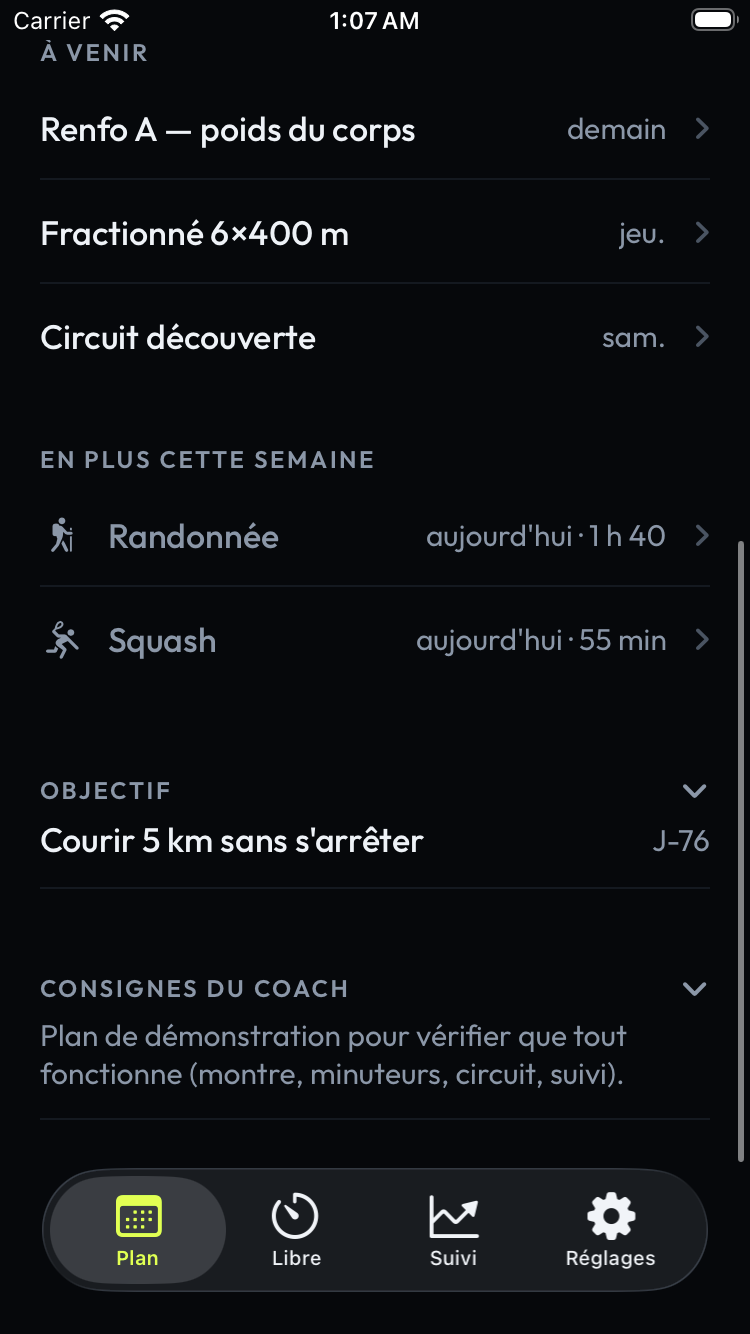 Carrier 1:07 AM
À VENIR
Renfo A — poids du corps demain
Fractionné 6×400 m jeu.
Circuit découverte sam.
EN PLUS CETTE SEMAINE
Randonnée aujourd'hui · 1 h 40
Squash aujourd'hui · 55 min
OBJECTIF
Courir 5 km sans s'arrêter J-76
CONSIGNES DU COACH
Plan de démonstration pour vérifier que tout
fonctionne (montre, minuteurs, circuit, suivi).
Plan Libre Suivi Réglages